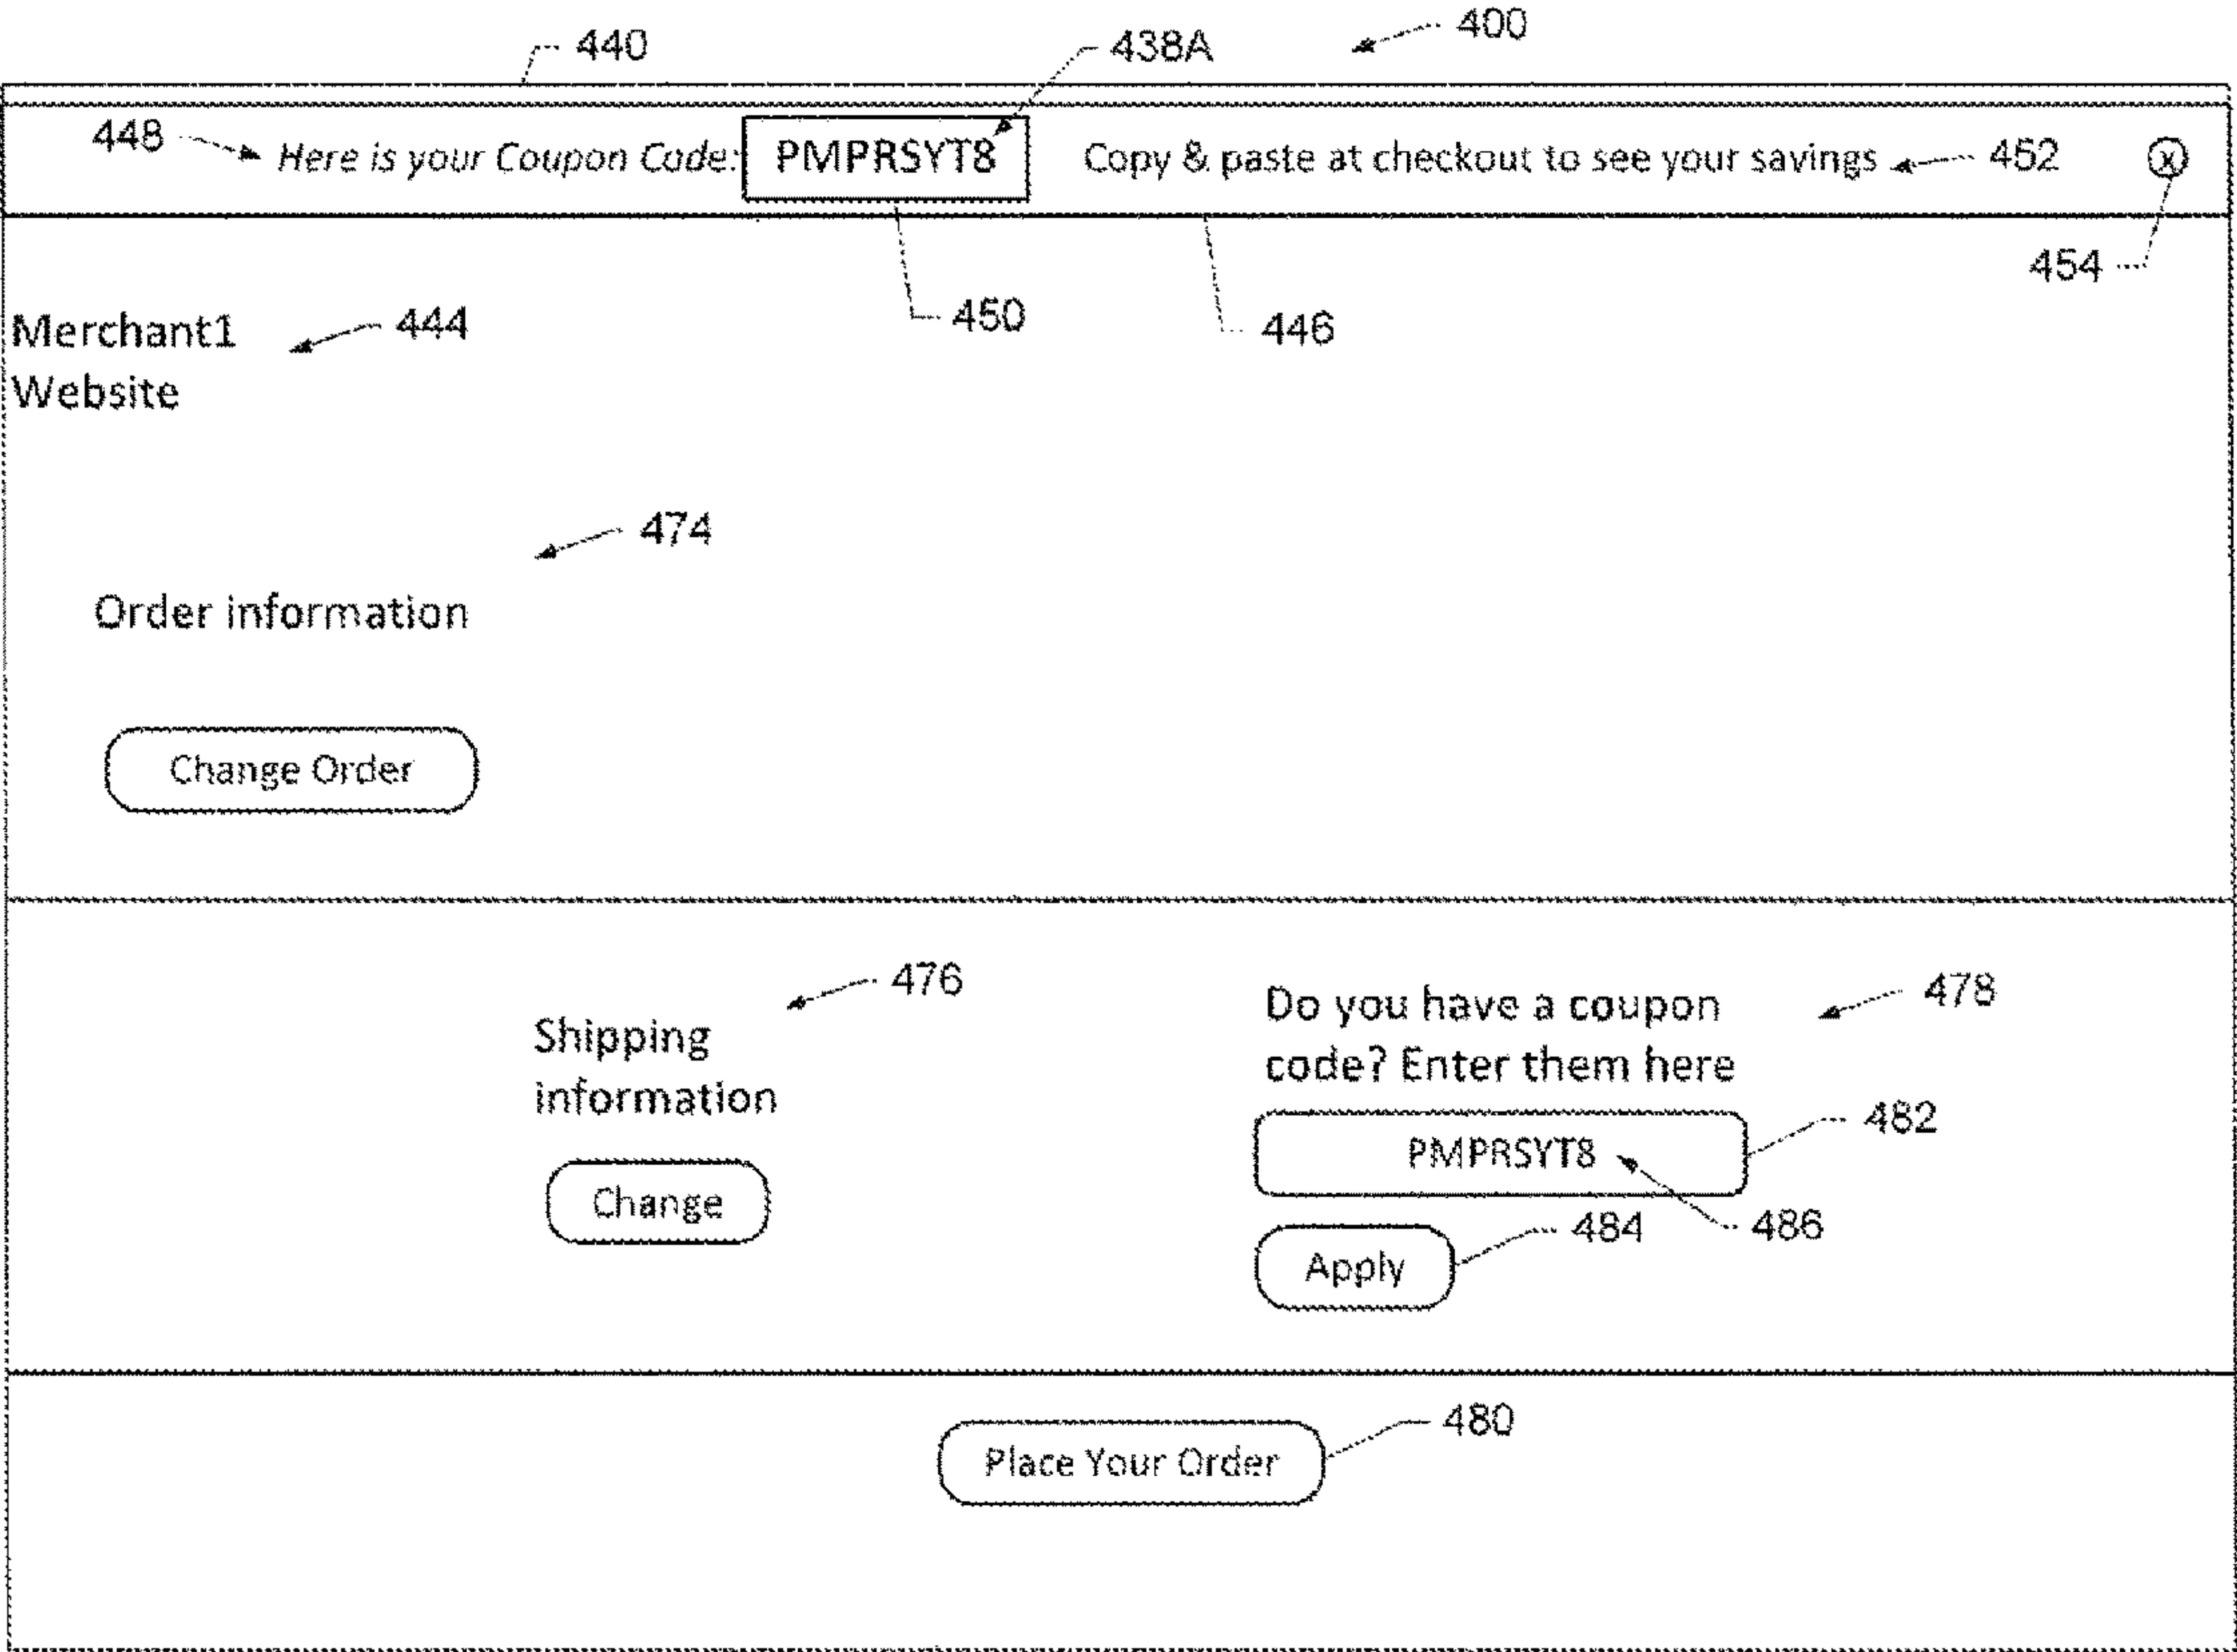 400
440
438A
448
Here is your Coupon Code:
PMPRSYT8
Copy & paste at checkout to see your savings
452
x
454
450
446
Merchant1
Website
444
474
Order information
Change Order
476
Shipping
information
Change
478
Do you have a coupon
code? Enter them here
482
PMPRSYT8
486
484
Apply
480
Place Your Order